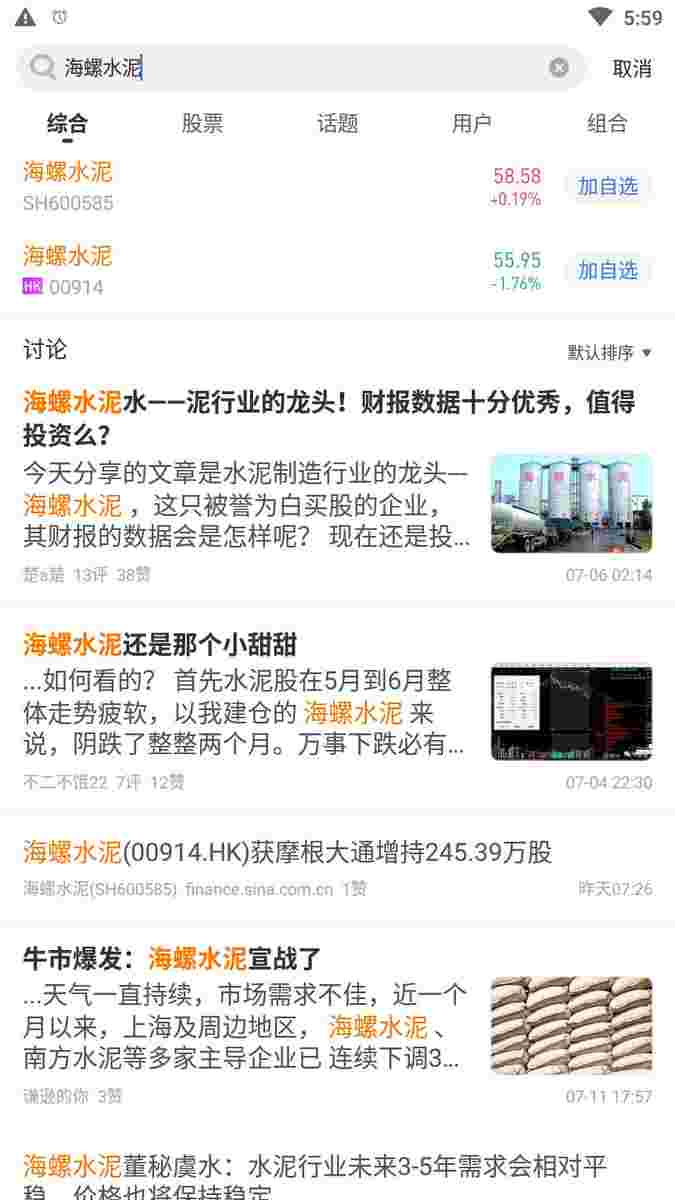 5:59
海螺水泥
取消
综合 股票 话题 用户 组合
海螺水泥 58.58 加自选
SH600585 +0.19%
海螺水泥 55.95 加自选
HK 00914 -1.76%
讨论 默认排序
海螺水泥水——泥行业的龙头！财报数据十分优秀，值得
投资么？
今天分享的文章是水泥制造行业的龙头—
海螺水泥 ，这只被誉为白买股的企业，
其财报的数据会是怎样呢？ 现在还是投...
楚a楚 13评 38赞 07-06 02:14
海螺水泥还是那个小甜甜
...如何看的？ 首先水泥股在5月到6月整
体走势疲软，以我建仓的 海螺水泥 来
说，阴跌了整整两个月。万事下跌必有...
不二不饿22 7评 12赞 07-04 22:30
海螺水泥(00914.HK)获摩根大通增持245.39万股
海螺水泥(SH600585) finance.sina.com.cn 1赞 昨天07:26
牛市爆发：海螺水泥宣战了
...天气一直持续，市场需求不佳，近一个
月以来，上海及周边地区， 海螺水泥 、
南方水泥等多家主导企业已 连续下调3...
谦逊的你 3赞 07-11 17:57
海螺水泥董秘虞水：水泥行业未来3-5年需求会相对平
稳，价格也将保持稳定